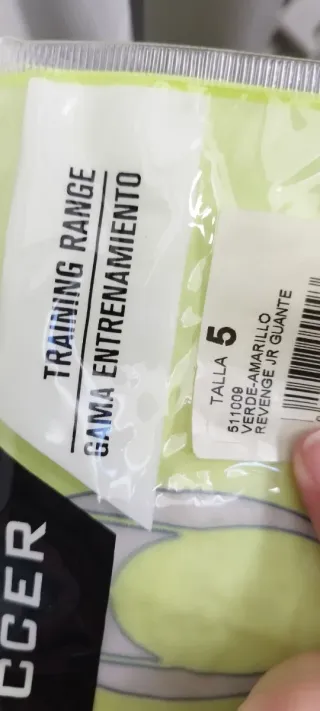 TRAINING RANGE
GAMA ENTRENAMIENTO
TALLA 5
511009
VERDE-AMARILLO
REVENGE JR GUANTE
CCER